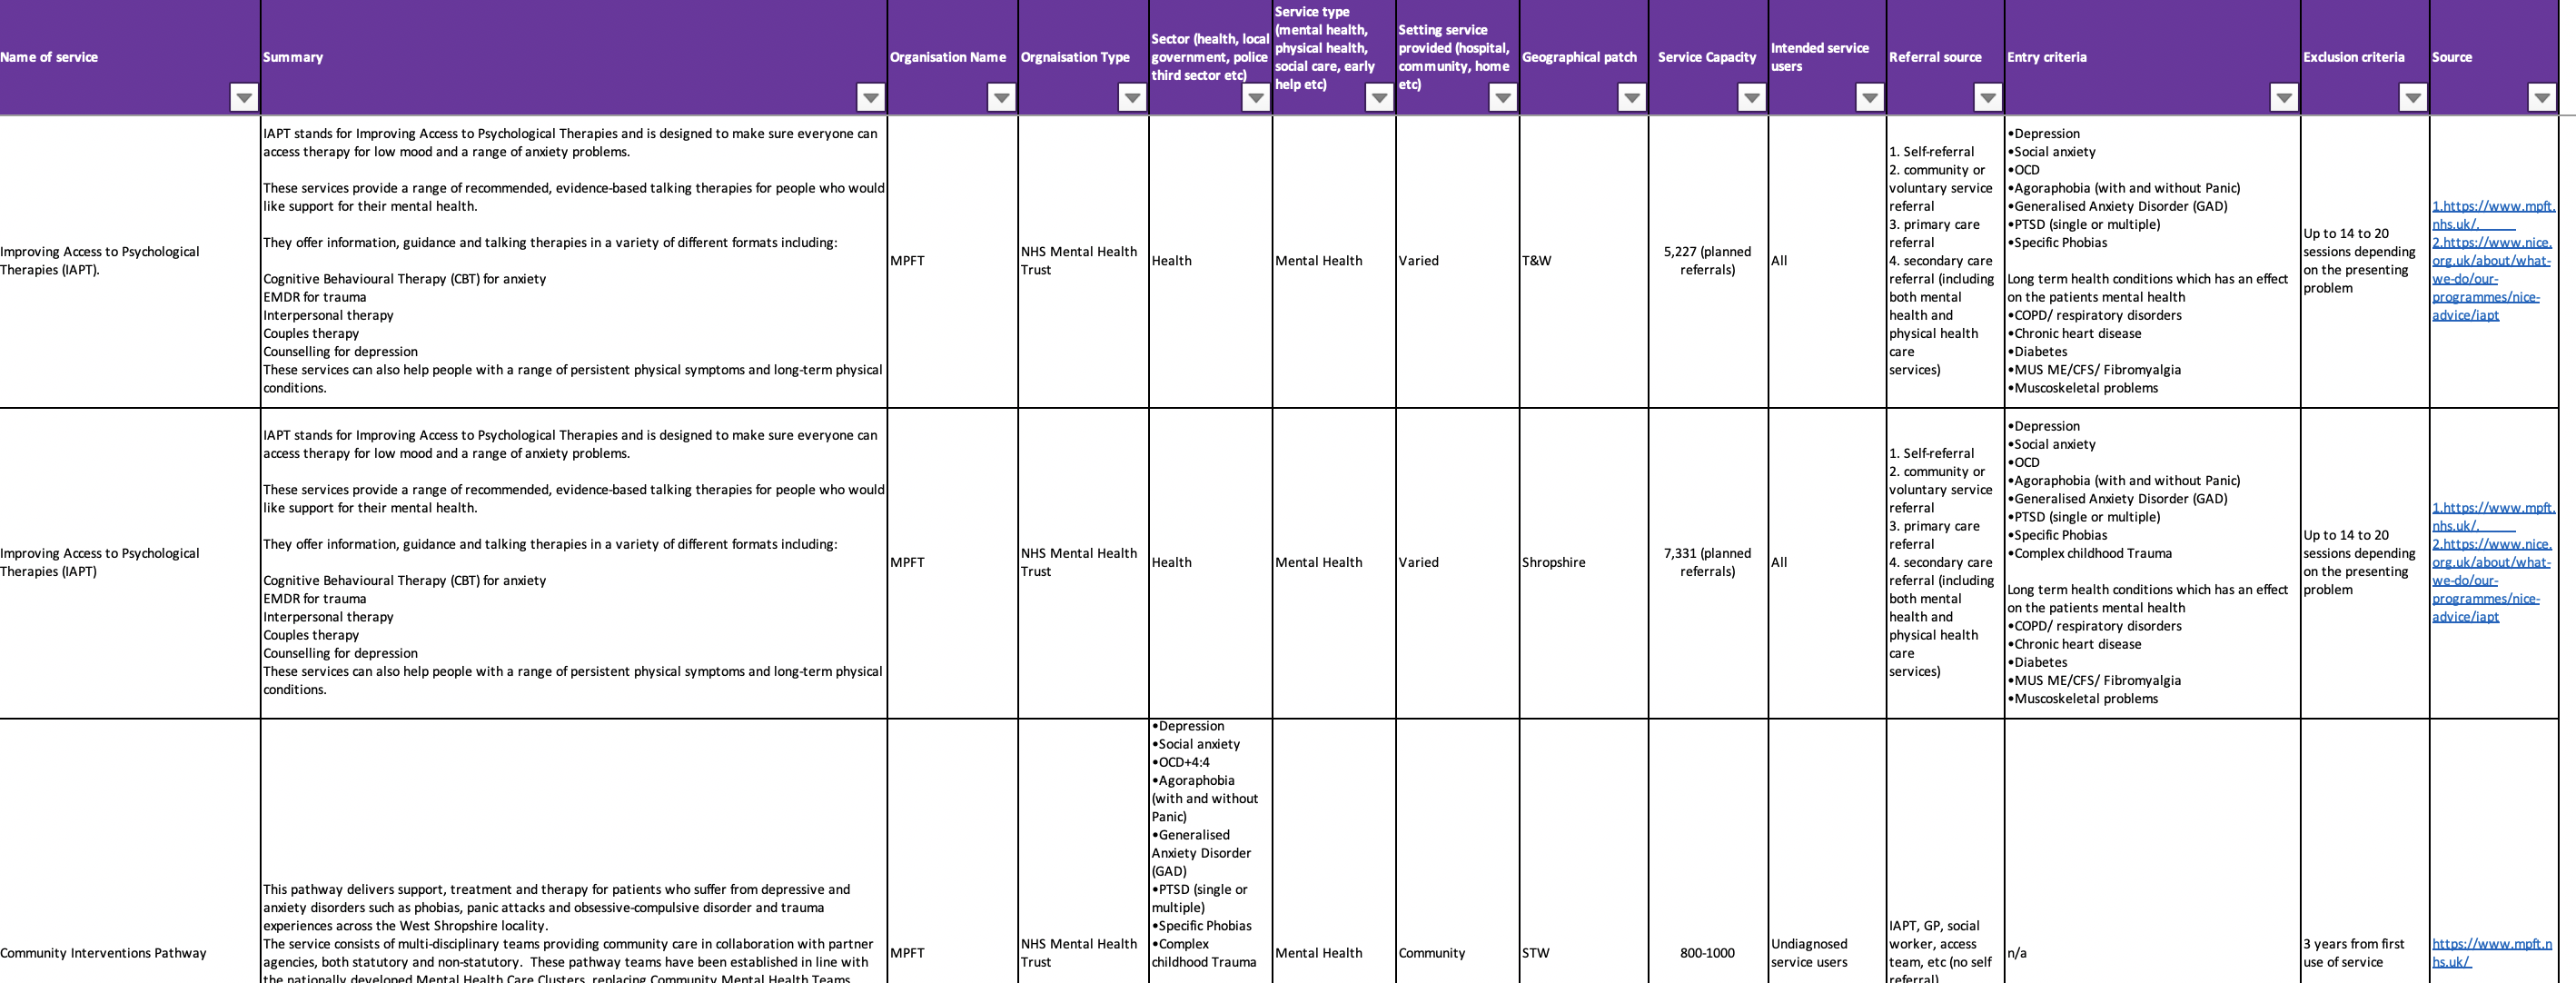 Name of service
Summary
Organisation Name
Orgnaisation Type
Sector (health, local
government, police
third sector etc)
Service type
(mental health,
physical health,
social care, early
help etc)
Setting service
provided (hospital,
community, home
etc)
Geographical patch
Service Capacity
Intended service
users
Referral source
Entry criteria
Exclusion criteria
Source
Improving Access to Psychological
Therapies (IAPT).
IAPT stands for Improving Access to Psychological Therapies and is designed to make sure everyone can
access therapy for low mood and a range of anxiety problems.
These services provide a range of recommended, evidence-based talking therapies for people who would
like support for their mental health.
They offer information, guidance and talking therapies in a variety of different formats including:
Cognitive Behavioural Therapy (CBT) for anxiety
EMDR for trauma
Interpersonal therapy
Couples therapy
Counselling for depression
These services can also help people with a range of persistent physical symptoms and long-term physical
conditions.
MPFT
NHS Mental Health
Trust
Health
Mental Health
Varied
T&W
5,227 (planned
referrals)
All
1. Self-referral
2. community or
voluntary service
referral
3. primary care
referral
4. secondary care
referral (including
both mental
health and
physical health
care
services)
•Depression
•Social anxiety
•OCD
•Agoraphobia (with and without Panic)
•Generalised Anxiety Disorder (GAD)
•PTSD (single or multiple)
•Specific Phobias
Long term health conditions which has an effect
on the patients mental health
•COPD/ respiratory disorders
•Chronic heart disease
•Diabetes
•MUS ME/CFS/ Fibromyalgia
•Muscoskeletal problems
Up to 14 to 20
sessions depending
on the presenting
problem
1.https://www.mpft.
nhs.uk/.
2.https://www.nice.
org.uk/about/what-
we-do/our-
programmes/nice-
advice/iapt
Improving Access to Psychological
Therapies (IAPT)
IAPT stands for Improving Access to Psychological Therapies and is designed to make sure everyone can
access therapy for low mood and a range of anxiety problems.
These services provide a range of recommended, evidence-based talking therapies for people who would
like support for their mental health.
They offer information, guidance and talking therapies in a variety of different formats including:
Cognitive Behavioural Therapy (CBT) for anxiety
EMDR for trauma
Interpersonal therapy
Couples therapy
Counselling for depression
These services can also help people with a range of persistent physical symptoms and long-term physical
conditions.
MPFT
NHS Mental Health
Trust
Health
Mental Health
Varied
Shropshire
7,331 (planned
referrals)
All
1. Self-referral
2. community or
voluntary service
referral
3. primary care
referral
4. secondary care
referral (including
both mental
health and
physical health
care
services)
•Depression
•Social anxiety
•OCD
•Agoraphobia (with and without Panic)
•Generalised Anxiety Disorder (GAD)
•PTSD (single or multiple)
•Specific Phobias
•Complex childhood Trauma
Long term health conditions which has an effect
on the patients mental health
•COPD/ respiratory disorders
•Chronic heart disease
•Diabetes
•MUS ME/CFS/ Fibromyalgia
•Muscoskeletal problems
Up to 14 to 20
sessions depending
on the presenting
problem
1.https://www.mpft.
nhs.uk/.
2.https://www.nice.
org.uk/about/what-
we-do/our-
programmes/nice-
advice/iapt
Community Interventions Pathway
This pathway delivers support, treatment and therapy for patients who suffer from depressive and
anxiety disorders such as phobias, panic attacks and obsessive-compulsive disorder and trauma
experiences across the West Shropshire locality.
The service consists of multi-disciplinary teams providing community care in collaboration with partner
agencies, both statutory and non-statutory. These pathway teams have been established in line with
the nationally developed Mental Health Care Clusters, replacing Community Mental Health Teams
MPFT
NHS Mental Health
Trust
•Depression
•Social anxiety
•OCD+4:4
•Agoraphobia
(with and without
Panic)
•Generalised
Anxiety Disorder
(GAD)
•PTSD (single or
multiple)
•Specific Phobias
•Complex
childhood Trauma
Mental Health
Community
STW
800-1000
Undiagnosed
service users
IAPT, GP, social
worker, access
team, etc (no self
referral)
n/a
3 years from first
use of service
https://www.mpft.n
hs.uk/